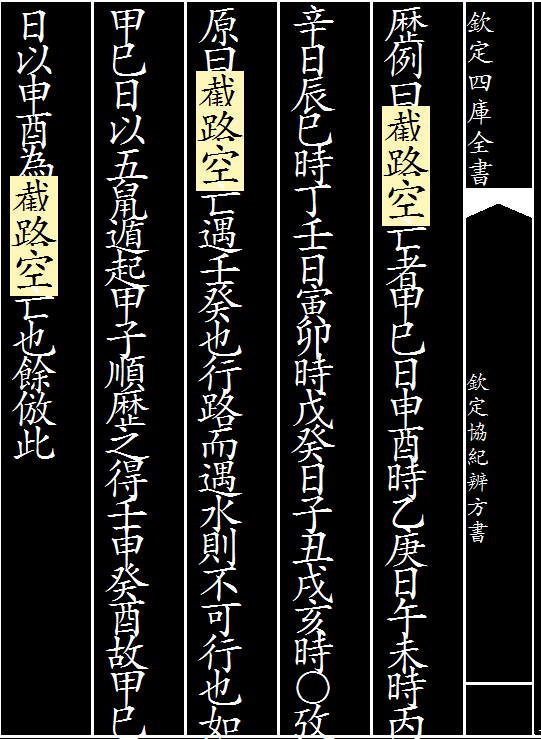 欽定四庫全書
欽定協紀辨方書
歴例曰截路空亡者甲巳日申酉時乙庚日午未時丙
辛日辰巳時丁壬日寅卯時戊癸日子丑戌亥時〇攷
原曰截路空亡遇壬癸也行路而遇水則不可行也如
甲巳日以五鼠遁起甲子順歴之得壬申癸酉故甲巳
日以申酉為截路空亡也餘倣此